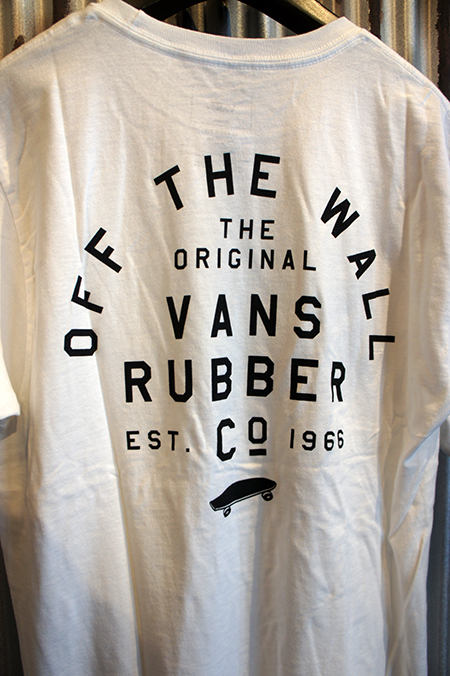 OFF THE WALL
THE
ORIGINAL
VANS
RUBBER
EST. Co 1966